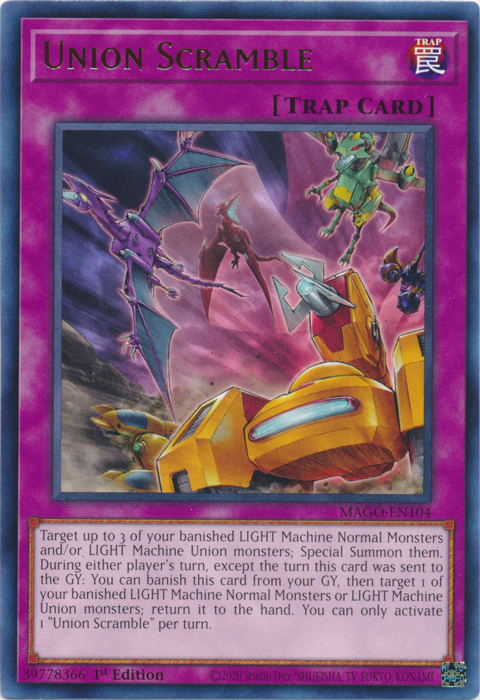 UNION SCRAMBLE
TRAP
罠
[TRAP CARD]
MAGO-EN104
Target up to 3 of your banished LIGHT Machine Normal Monsters
and/or LIGHT Machine Union monsters; Special Summon them.
During either player's turn, except the turn this card was sent to
the GY: You can banish this card from your GY, then target 1 of
your banished LIGHT Machine Normal Monsters or LIGHT Machine
Union monsters; return it to the hand. You can only activate
1 "Union Scramble" per turn.
39778366 1st Edition ©2020 Studio Dice/SHUEISHA, TV TOKYO, KONAMI